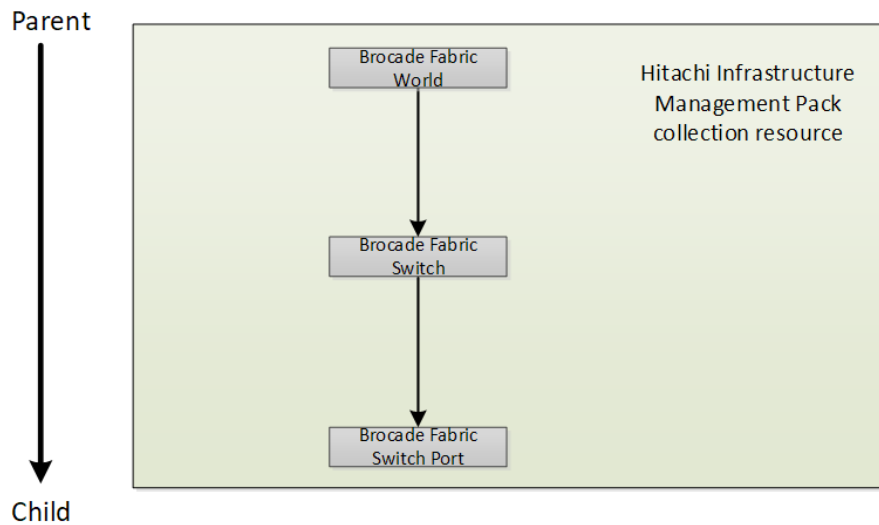 Parent
Brocade Fabric
World
Hitachi Infrastructure
Management Pack
collection resource
Brocade Fabric
Switch
Brocade Fabric
Switch Port
Child